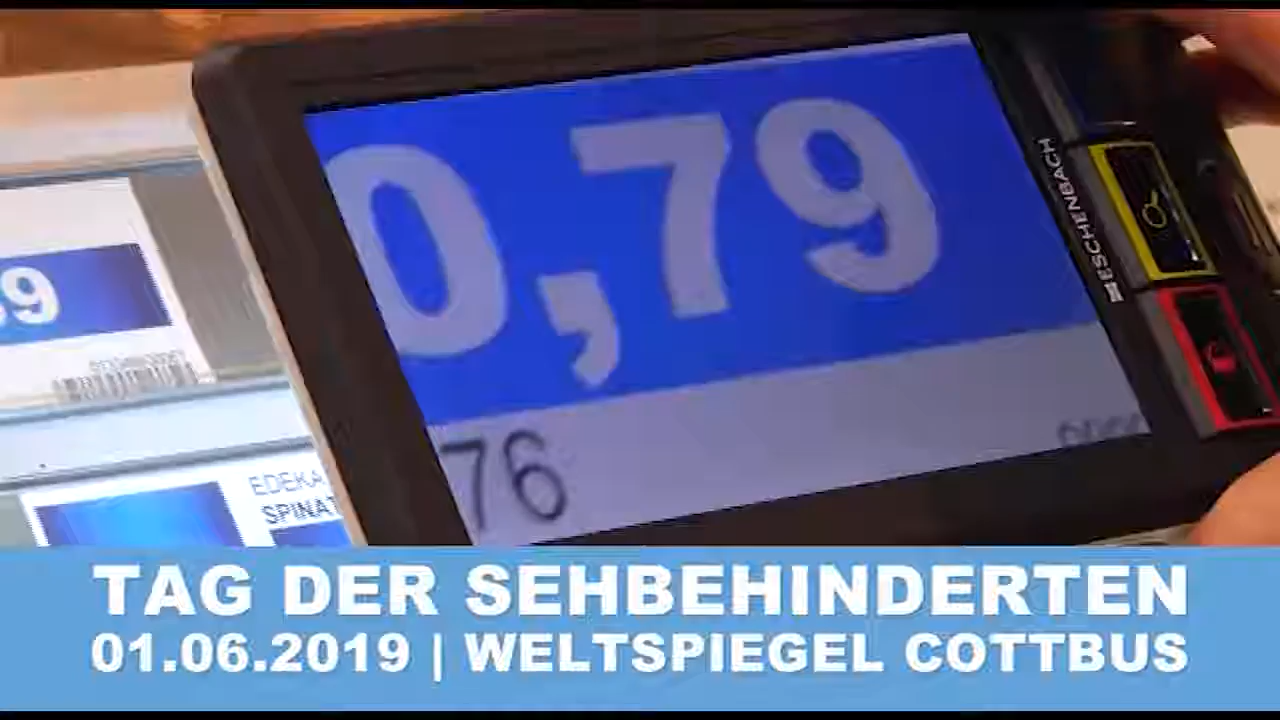 0,79
76
ESCHENBACH
9
EDEKA
SPINAT
TAG DER SEHBEHINDERTEN
01.06.2019 | WELTSPIEGEL COTTBUS